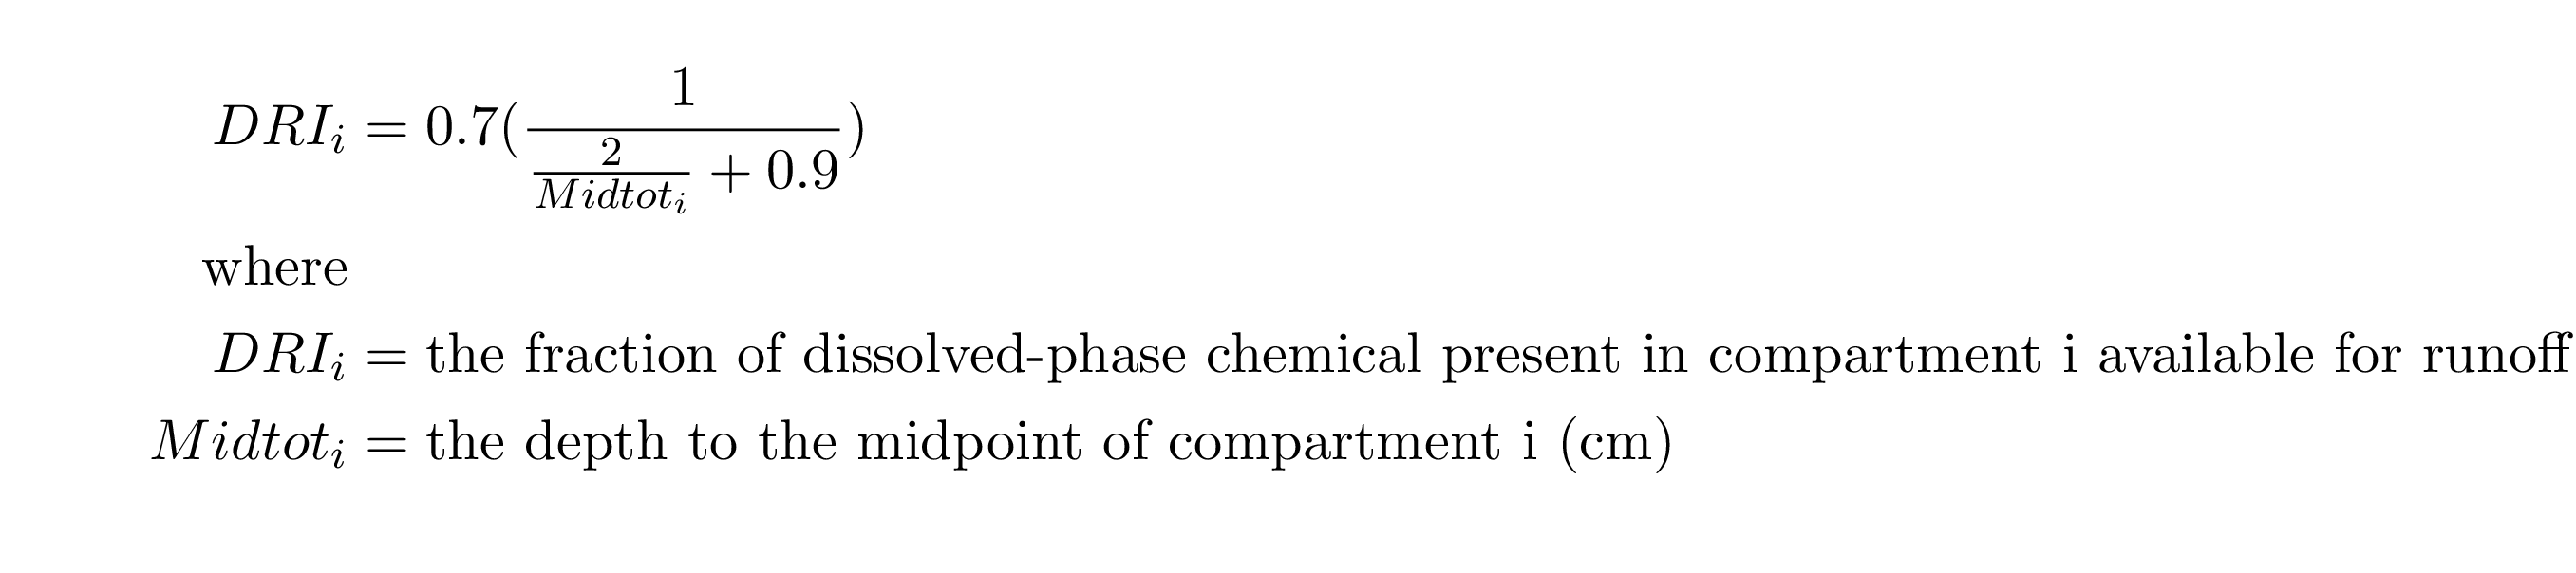 DRI_i = 0.7(\frac{1}{\frac{2}{Midtot_i} + 0.9})
where
DRI_i = the fraction of dissolved-phase chemical present in compartment i available for runoff
Midtot_i = the depth to the midpoint of compartment i (cm)